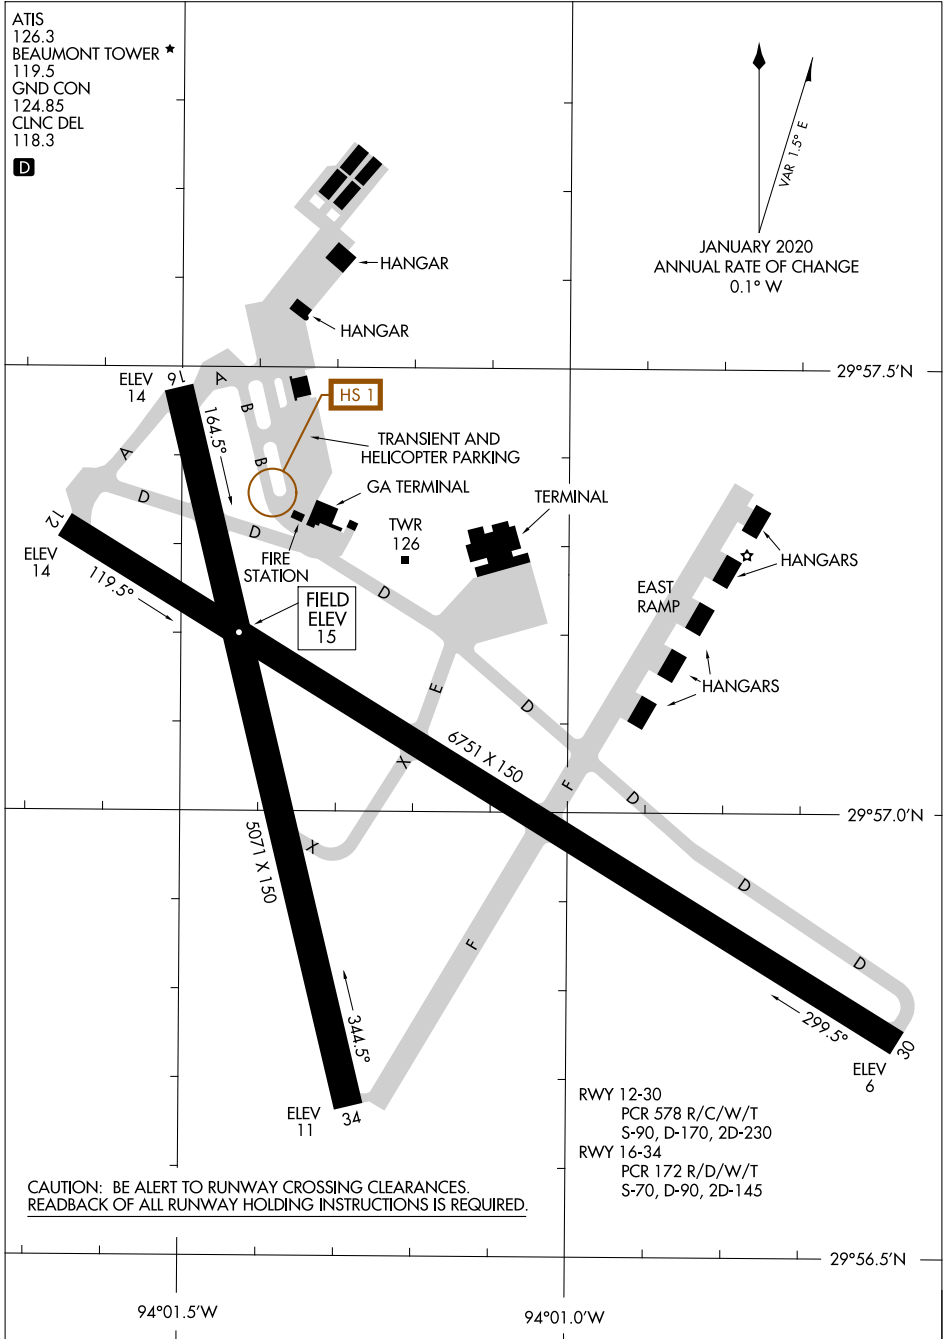 ATIS
126.3
BEAUMONT TOWER ★
119.5
GND CON
124.85
CLNC DEL
118.3
D
VAR 1.5° E
JANUARY 2020
ANNUAL RATE OF CHANGE
0.1° W
HANGAR
HANGAR
29°57.5'N
ELEV
14
16
A
B
HS 1
164.5°
TRANSIENT AND
HELICOPTER PARKING
A
B
GA TERMINAL
D
TERMINAL
12
ELEV
14
D
TWR
126
FIRE
STATION
HANGARS
119.5°
EAST
RAMP
FIELD
ELEV
15
D
E
HANGARS
D
6751 X 150
X
F
D
29°57.0'N
5071 X 150
X
D
F
D
344.5°
299.5°
30
ELEV
6
ELEV
11
34
RWY 12-30
PCR 578 R/C/W/T
S-90, D-170, 2D-230
RWY 16-34
PCR 172 R/D/W/T
S-70, D-90, 2D-145
CAUTION: BE ALERT TO RUNWAY CROSSING CLEARANCES.
READBACK OF ALL RUNWAY HOLDING INSTRUCTIONS IS REQUIRED.
29°56.5'N
94°01.5'W
94°01.0'W